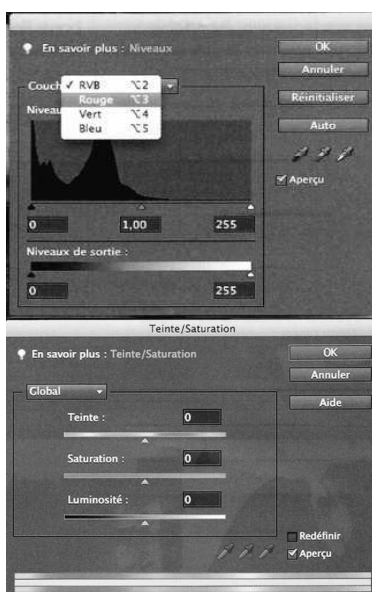 En savoir plus : Niveaux
OK
Annuler
Réinitialiser
Auto
Aperçu
Couch
✓ RVB ⌥2
Rouge ⌥3
Vert ⌥4
Bleu ⌥5
Niveau
0 1,00 255
Niveaux de sortie :
0 255
Teinte/Saturation
En savoir plus : Teinte/Saturation
OK
Annuler
Aide
Global
Teinte : 0
Saturation : 0
Luminosité : 0
Redéfinir
Aperçu